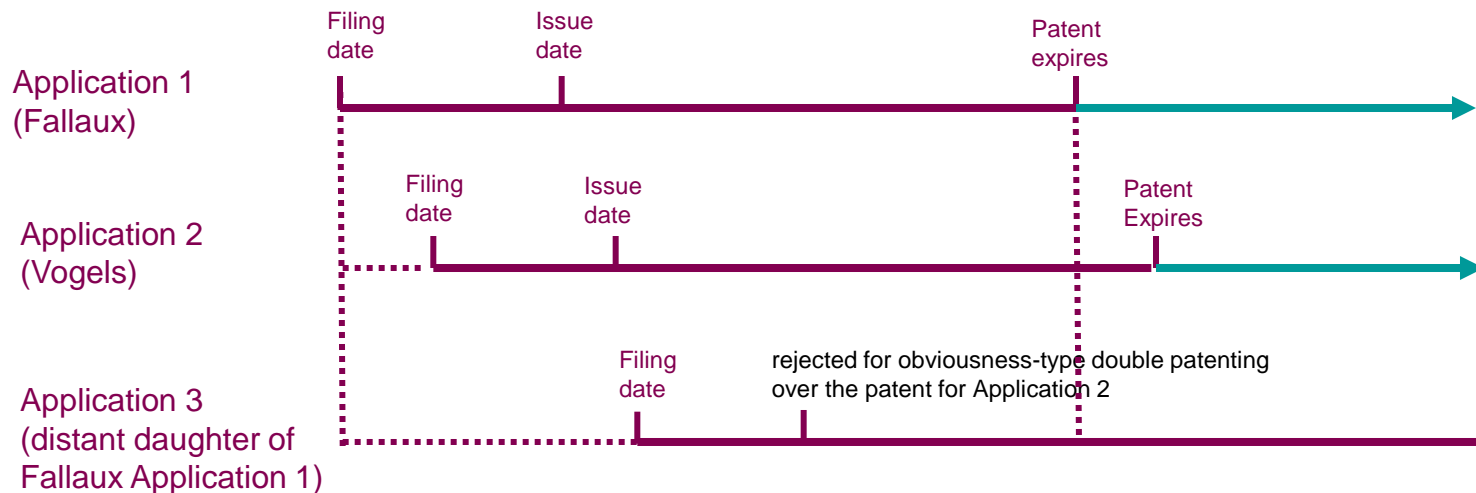 Filing
date
Issue
date
Patent
expires
Application 1
(Fallaux)
Filing
date
Issue
date
Patent
Expires
Application 2
(Vogels)
Filing
date
rejected for obviousness-type double patenting
over the patent for Application 2
Application 3
(distant daughter of
Fallaux Application 1)